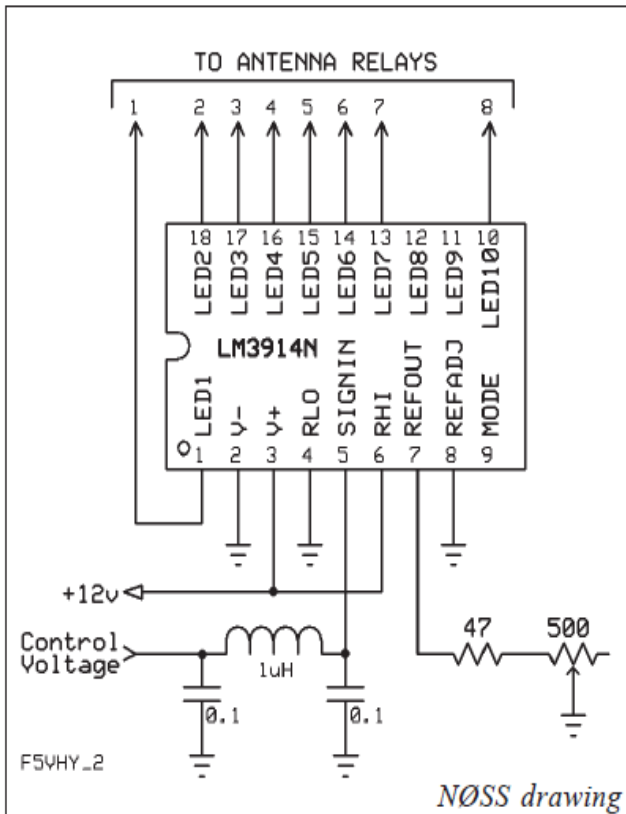 TO ANTENNA RELAYS
1 2 3 4 5 6 7 8
18 17 16 15 14 13 12 11 10
LED2 LED3 LED4 LED5 LED6 LED7 LED8 LED9 LED10
LM3914N
LED1 V- V+ RLO SIGNIN RHI REFOUT REFADJ MODE
1 2 3 4 5 6 7 8 9
+12v
47 500
Control
Voltage
1uH
0.1 0.1
F5VHY_2
NØSS drawing